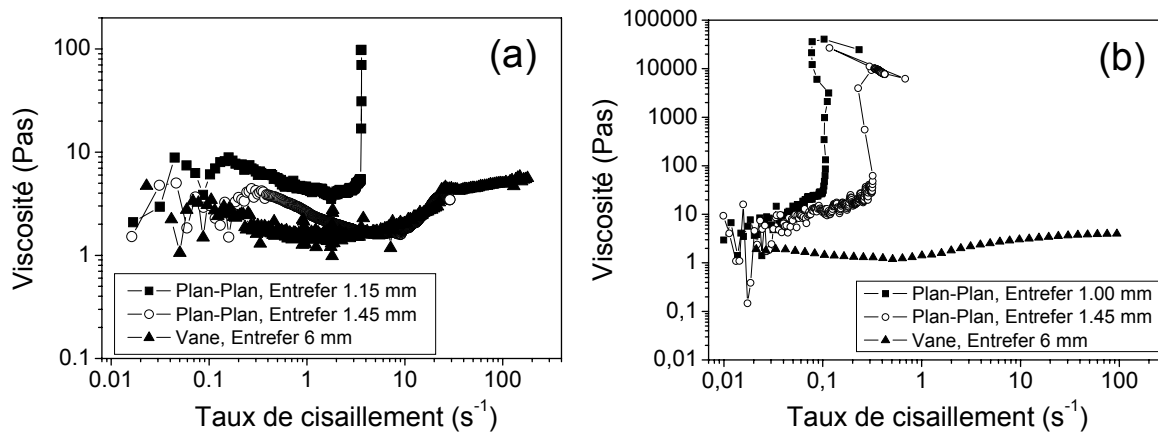 (a)
Viscosité (Pas)
100
10
1
0.1
Plan-Plan, Entrefer 1.15 mm
Plan-Plan, Entrefer 1.45 mm
Vane, Entrefer 6 mm
0.01 0.1 1 10 100
Taux de cisaillement (s⁻¹)
(b)
Viscosité (Pas)
100000
10000
1000
100
10
1
0,1
0,01
Plan-Plan, Entrefer 1.00 mm
Plan-Plan, Entrefer 1.45 mm
Vane, Entrefer 6 mm
0,01 0,1 1 10 100
Taux de cisaillement (s⁻¹)